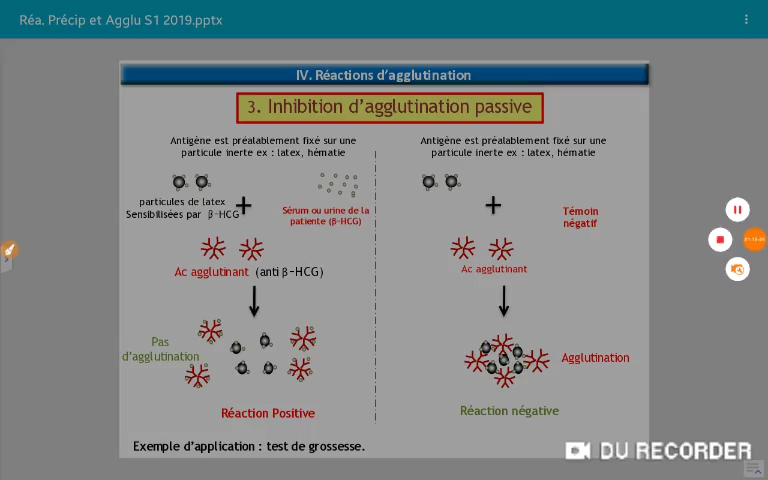 Réa. Précip et Agglu S1 2019.pptx
IV. Réactions d'agglutination
3. Inhibition d'agglutination passive
Antigène est préalablement fixé sur une
particule inerte ex : latex, hématie
particules de latex
Sensibilisées par β-HCG
+
Sérum ou urine de la
patiente (β-HCG)
Ac agglutinant (anti β-HCG)
Pas
d'agglutination
Réaction Positive
Antigène est préalablement fixé sur une
particule inerte ex : latex, hématie
+
Témoin
négatif
Ac agglutinant
Agglutination
Réaction négative
Exemple d'application : test de grossesse.
DU RECORDER